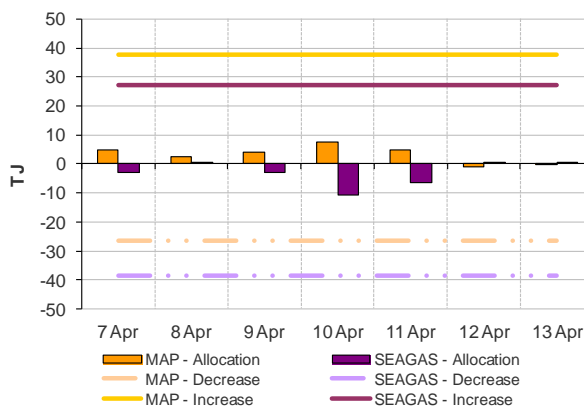 50
40
30
20
10
0
-10
-20
-30
-40
-50
TJ
7 Apr 8 Apr 9 Apr 10 Apr 11 Apr 12 Apr 13 Apr
MAP - Allocation SEAGAS - Allocation
MAP - Decrease SEAGAS - Decrease
MAP - Increase SEAGAS - Increase